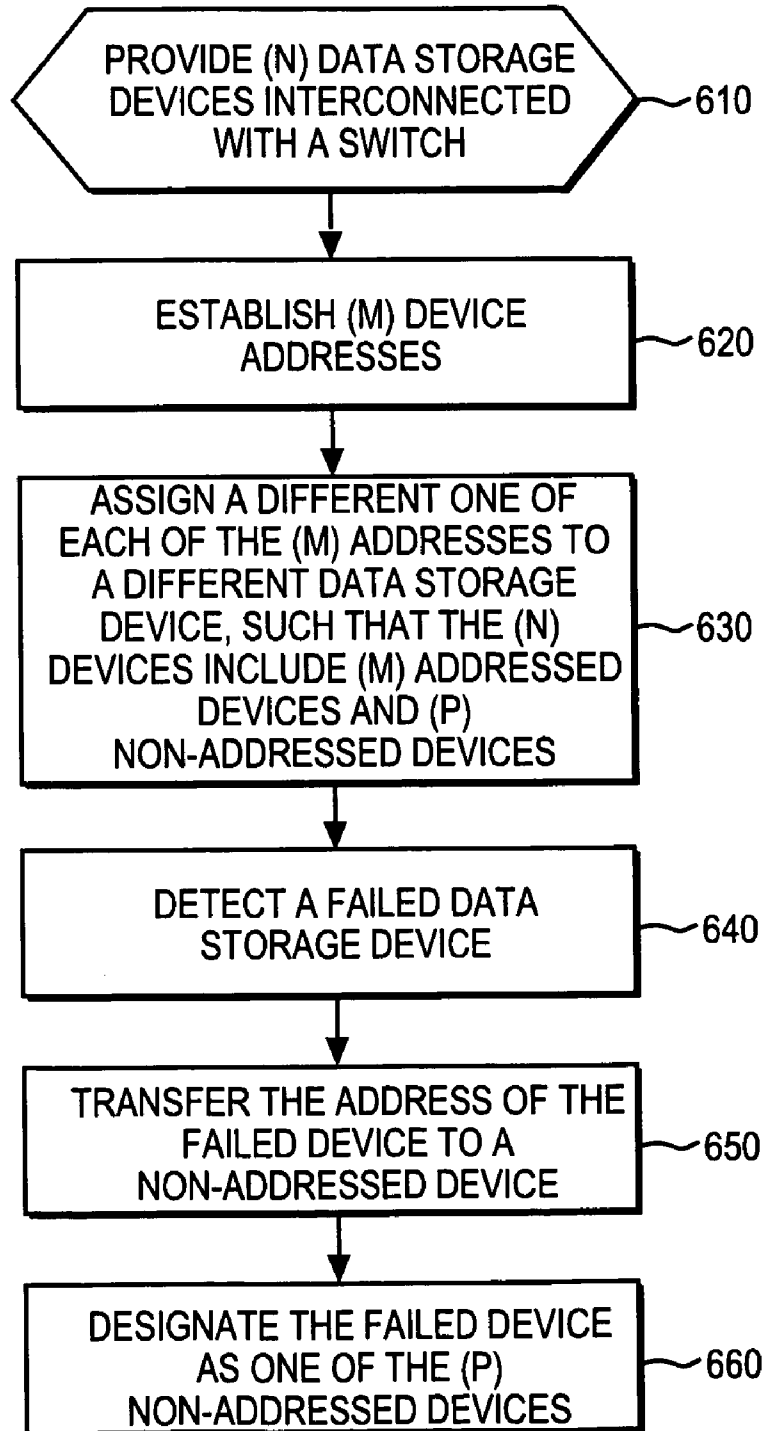 PROVIDE (N) DATA STORAGE
DEVICES INTERCONNECTED
WITH A SWITCH
610
ESTABLISH (M) DEVICE
ADDRESSES
620
ASSIGN A DIFFERENT ONE OF
EACH OF THE (M) ADDRESSES TO
A DIFFERENT DATA STORAGE
DEVICE, SUCH THAT THE (N)
DEVICES INCLUDE (M) ADDRESSED
DEVICES AND (P)
NON-ADDRESSED DEVICES
630
DETECT A FAILED DATA
STORAGE DEVICE
640
TRANSFER THE ADDRESS OF THE
FAILED DEVICE TO A
NON-ADDRESSED DEVICE
650
DESIGNATE THE FAILED DEVICE
AS ONE OF THE (P)
NON-ADDRESSED DEVICES
660